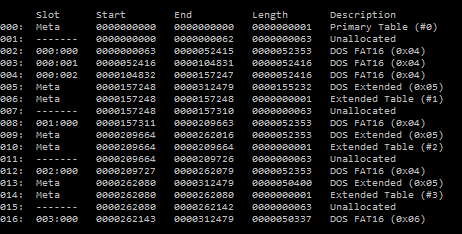 Slot Start End Length Description
000: Meta 0000000000 0000000000 0000000001 Primary Table (#0)
001: ------- 0000000000 0000000062 0000000063 Unallocated
002: 000:000 0000000063 0000052415 0000052353 DOS FAT16 (0x04)
003: 000:001 0000052416 0000104831 0000052416 DOS FAT16 (0x04)
004: 000:002 0000104832 0000157247 0000052416 DOS FAT16 (0x04)
005: Meta 0000157248 0000312479 0000155232 DOS Extended (0x05)
006: Meta 0000157248 0000157248 0000000001 Extended Table (#1)
007: ------- 0000157248 0000157310 0000000063 Unallocated
008: 001:000 0000157311 0000209663 0000052353 DOS FAT16 (0x04)
009: Meta 0000209664 0000262016 0000052353 DOS Extended (0x05)
010: Meta 0000209664 0000209664 0000000001 Extended Table (#2)
011: ------- 0000209664 0000209726 0000000063 Unallocated
012: 002:000 0000209727 0000262079 0000052353 DOS FAT16 (0x04)
013: Meta 0000262080 0000312479 0000050400 DOS Extended (0x05)
014: Meta 0000262080 0000262080 0000000001 Extended Table (#3)
015: ------- 0000262080 0000262142 0000000063 Unallocated
016: 003:000 0000262143 0000312479 0000050337 DOS FAT16 (0x06)